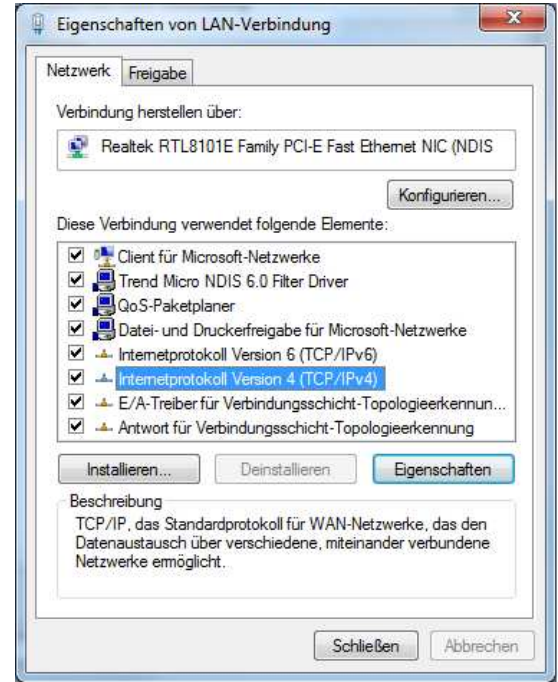 Eigenschaften von LAN-Verbindung
Netzwerk
Freigabe
Verbindung herstellen über:
Realtek RTL8101E Family PCI-E Fast Ethernet NIC (NDIS
Konfigurieren...
Diese Verbindung verwendet folgende Elemente:
Client für Microsoft-Netzwerke
Trend Micro NDIS 6.0 Filter Driver
QoS-Paketplaner
Datei- und Druckerfreigabe für Microsoft-Netzwerke
Internetprotokoll Version 6 (TCP/IPv6)
Internetprotokoll Version 4 (TCP/IPv4)
E/A-Treiber für Verbindungsschicht-Topologieerkennun...
Antwort für Verbindungsschicht-Topologieerkennung
Installieren...
Deinstallieren
Eigenschaften
Beschreibung
TCP/IP, das Standardprotokoll für WAN-Netzwerke, das den
Datenaustausch über verschiedene, miteinander verbundene
Netzwerke ermöglicht.
Schließen
Abbrechen